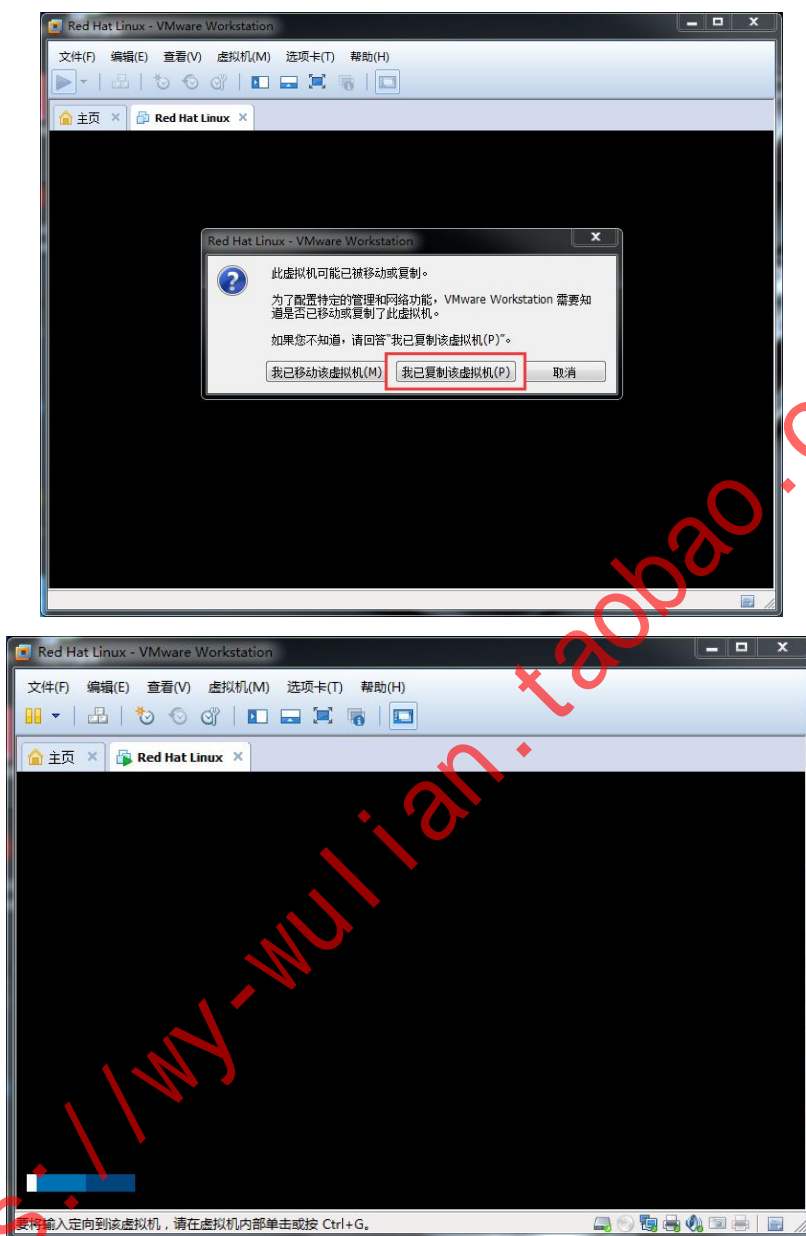 Red Hat Linux - VMware Workstation
文件(F) 编辑(E) 查看(V) 虚拟机(M) 选项卡(T) 帮助(H)
主页 Red Hat Linux
Red Hat Linux - VMware Workstation
此虚拟机可能已被移动或复制。
为了配置特定的管理和网络功能，VMware Workstation 需要知
道是否已移动或复制了此虚拟机。
如果您不知道，请回答“我已复制该虚拟机(P)”。
我已移动该虚拟机(M) 我已复制该虚拟机(P) 取消
Red Hat Linux - VMware Workstation
文件(F) 编辑(E) 查看(V) 虚拟机(M) 选项卡(T) 帮助(H)
主页 Red Hat Linux
要将输入定向到该虚拟机，请在虚拟机内部单击或按 Ctrl+G。
s://wy-wulian.taobao.c